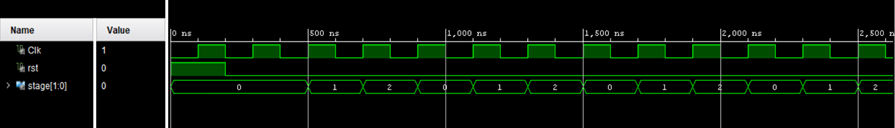 Name Value 0 ns 500 ns 1,000 ns 1,500 ns 2,000 ns 2,500 n
Clk 1
rst 0
stage[1:0] 0 0 1 2 0 1 2 0 1 2 0 1 2